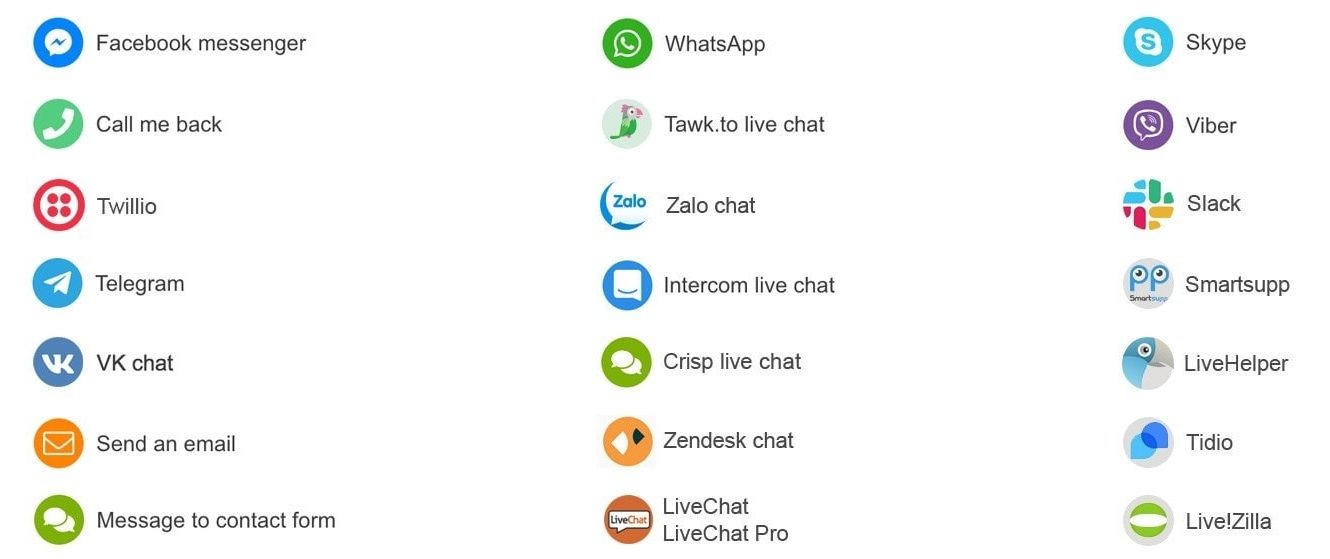 Facebook messenger
Call me back
Twillio
Telegram
VK chat
Send an email
Message to contact form
WhatsApp
Tawk.to live chat
Zalo
Zalo chat
Intercom live chat
Crisp live chat
Zendesk chat
LiveChat
LiveChat
LiveChat Pro
Skype
Viber
Slack
Smartsupp
Smartsupp
LiveHelper
Tidio
Live!Zilla